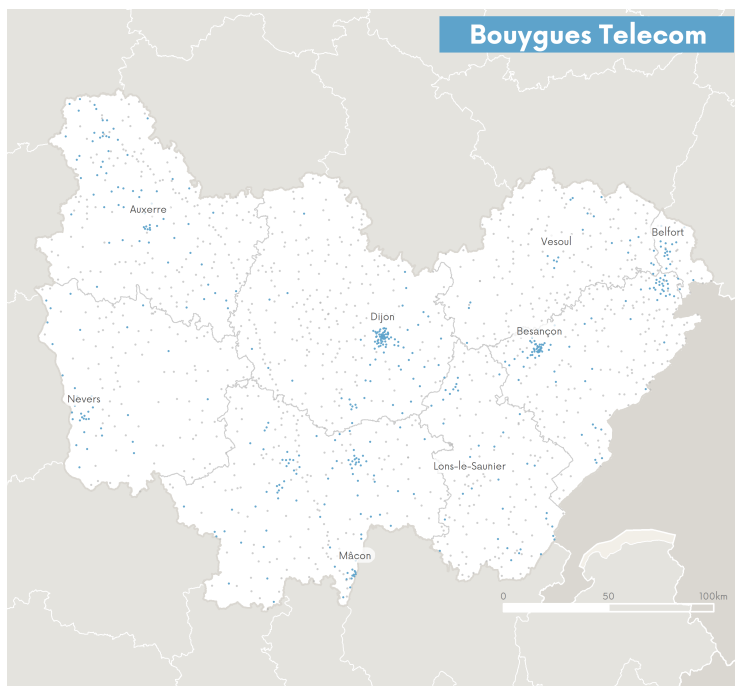 Bouygues Telecom
Auxerre
Belfort
Vesoul
Dijon
Besançon
Nevers
Lons-le-Saunier
Mâcon
0 50 100km